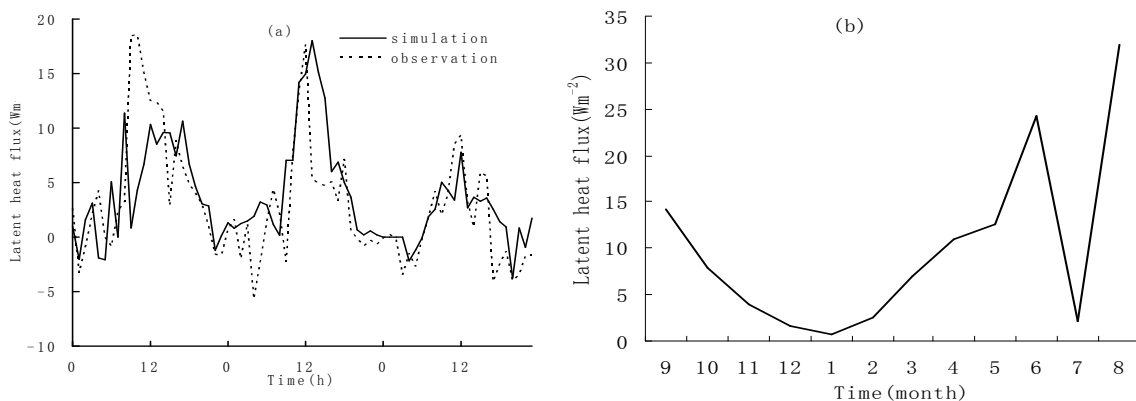 (a)
simulation
observation
20
15
10
5
0
-5
-10
Latent heat flux(Wm
0 12 0 12 0 12
Time(h)
(b)
35
30
25
20
15
10
5
0
Latent heat flux(Wm-2)
9 10 11 12 1 2 3 4 5 6 7 8
Time(month)